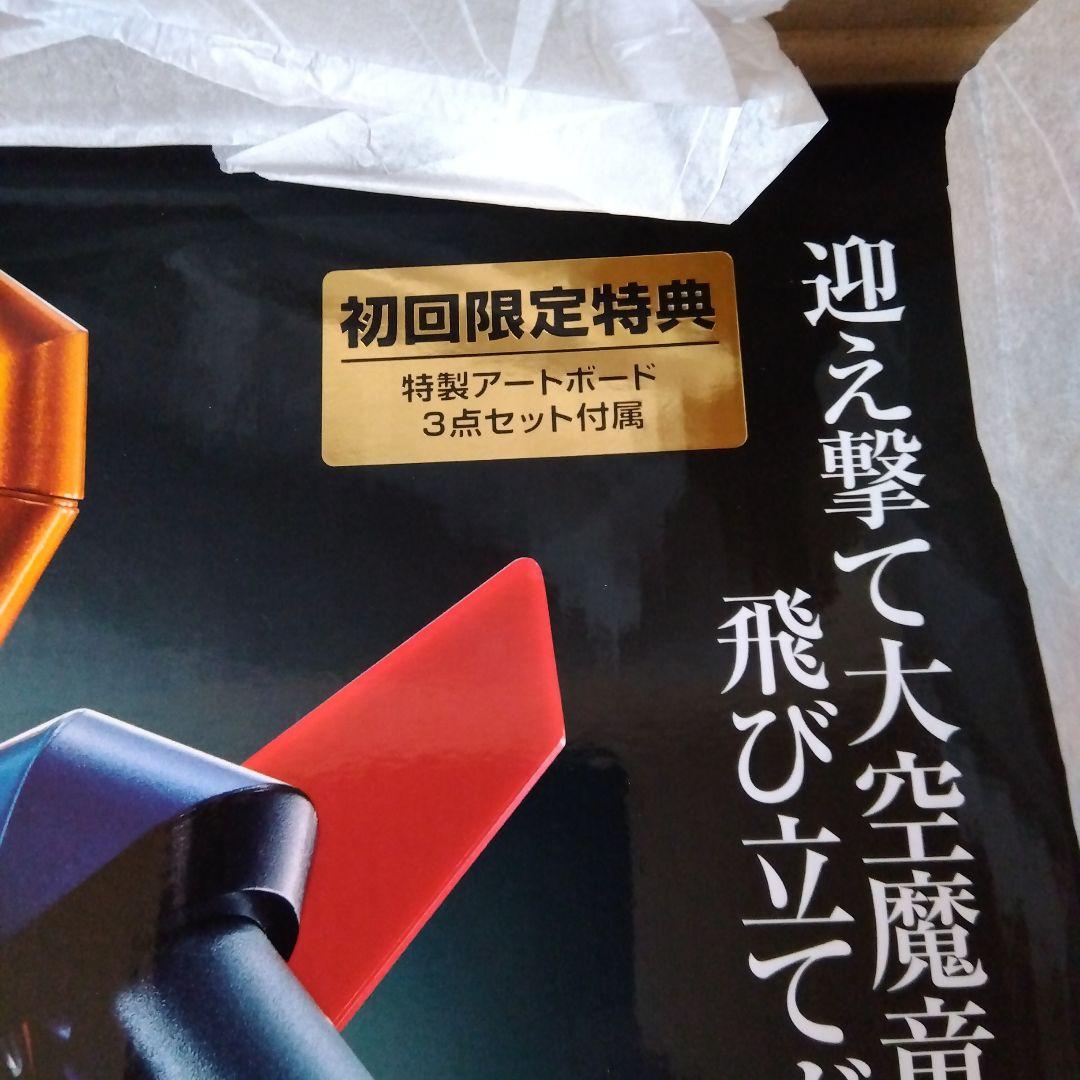 初回限定特典
特製アートボード
3点セット付属
迎え撃て大空魔竜
飛び立てガ